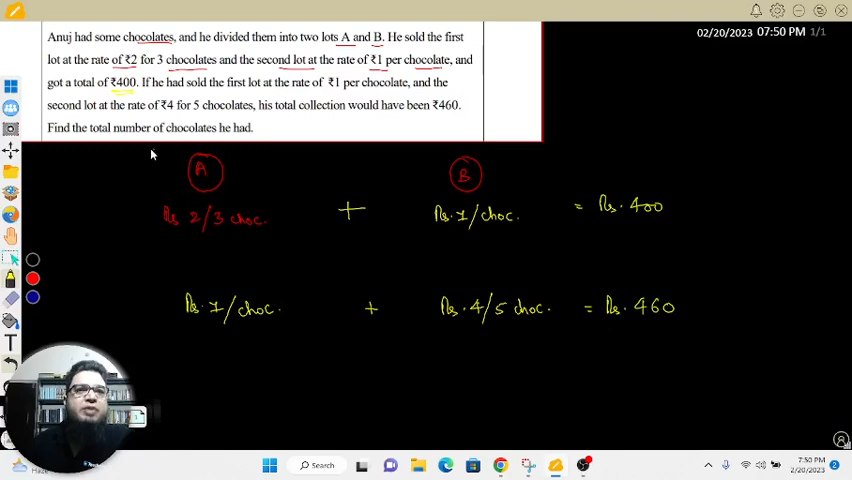 Anuj had some chocolates, and he divided them into two lots A and B. He sold the first
lot at the rate of ₹2 for 3 chocolates and the second lot at the rate of ₹1 per chocolate, and
got a total of ₹400. If he had sold the first lot at the rate of ₹1 per chocolate, and the
second lot at the rate of ₹4 for 5 chocolates, his total collection would have been ₹460.
Find the total number of chocolates he had.
02/20/2023 07:50 PM 1/1
A B
Rs 2/3 choc. + Rs. 1/choc. = Rs. 400
Rs. 1/choc. + Rs. 4/5 choc. = Rs. 460
T
Search
7:50 PM
2/20/2023
2